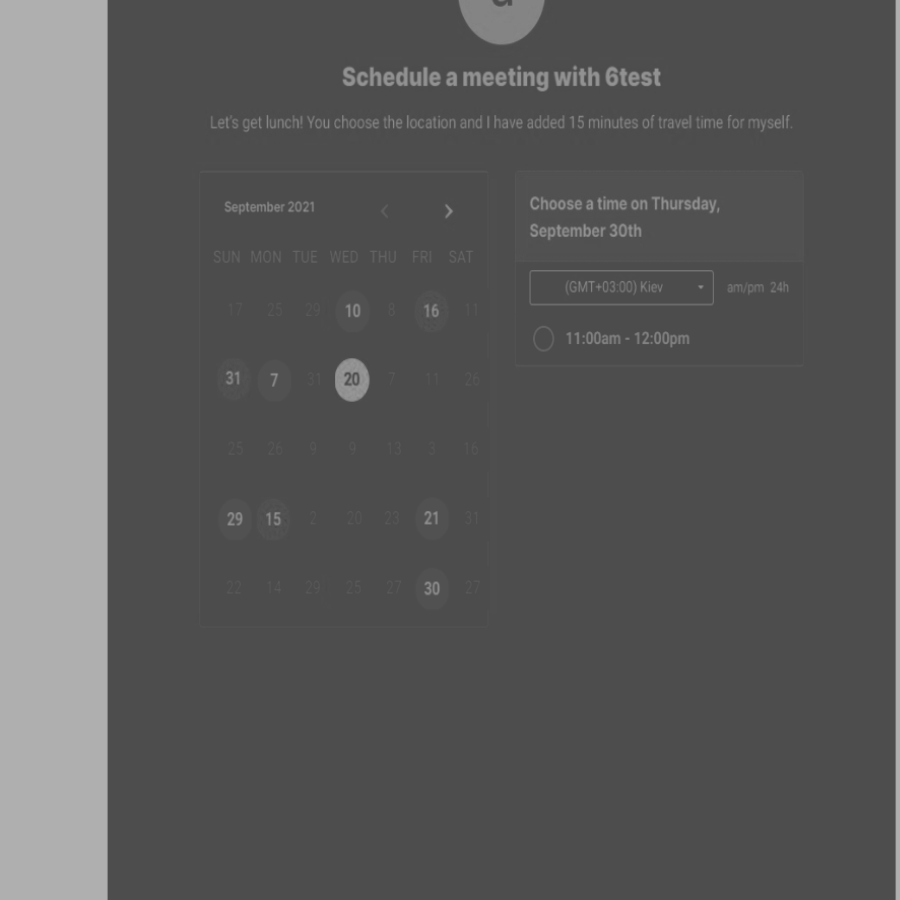 Schedule a meeting with 6test
Let's get lunch! You choose the location and I have added 15 minutes of travel time for myself.
September 2021
SUN MON TUE WED THU FRI SAT
17 25 29 10 8 16 11
31 7 31 20 7 11 26
25 26 9 9 13 3 16
29 15 2 20 23 21 31
22 14 29 25 27 30 27
Choose a time on Thursday,
September 30th
(GMT+03:00) Kiev am/pm 24h
11:00am - 12:00pm